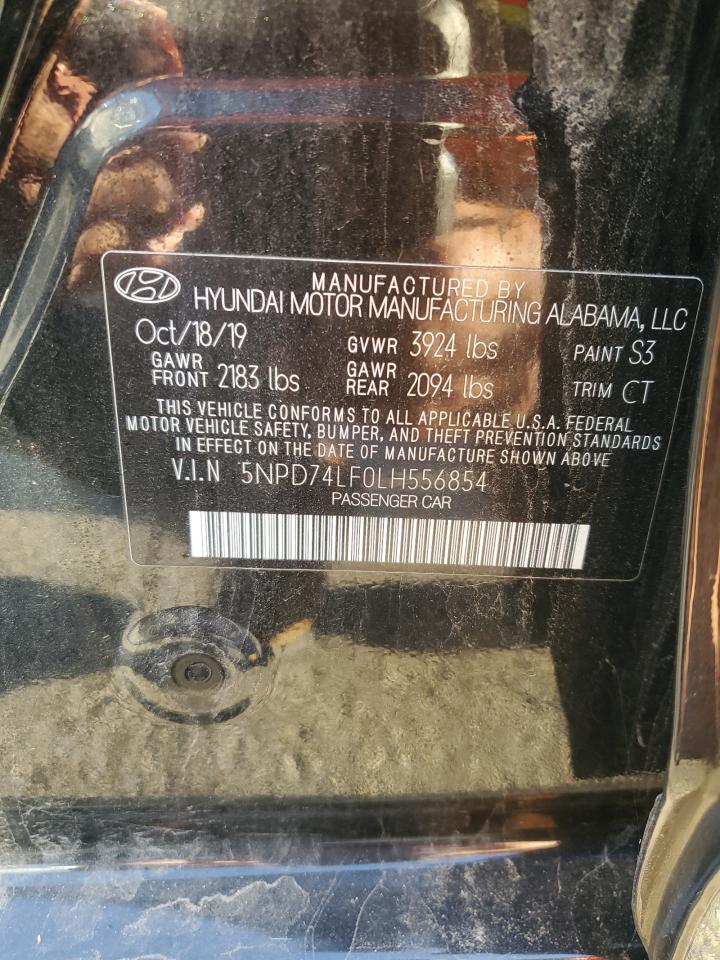 MANUFACTURED BY
HYUNDAI MOTOR MANUFACTURING ALABAMA, LLC
Oct/18/19 GVWR 3924 lbs PAINT S3
GAWR FRONT 2183 lbs GAWR REAR 2094 lbs TRIM CT
THIS VEHICLE CONFORMS TO ALL APPLICABLE U.S.A. FEDERAL
MOTOR VEHICLE SAFETY, BUMPER, AND THEFT PREVENTION STANDARDS
IN EFFECT ON THE DATE OF MANUFACTURE SHOWN ABOVE
V.I.N 5NPD74LF0LH556854
PASSENGER CAR